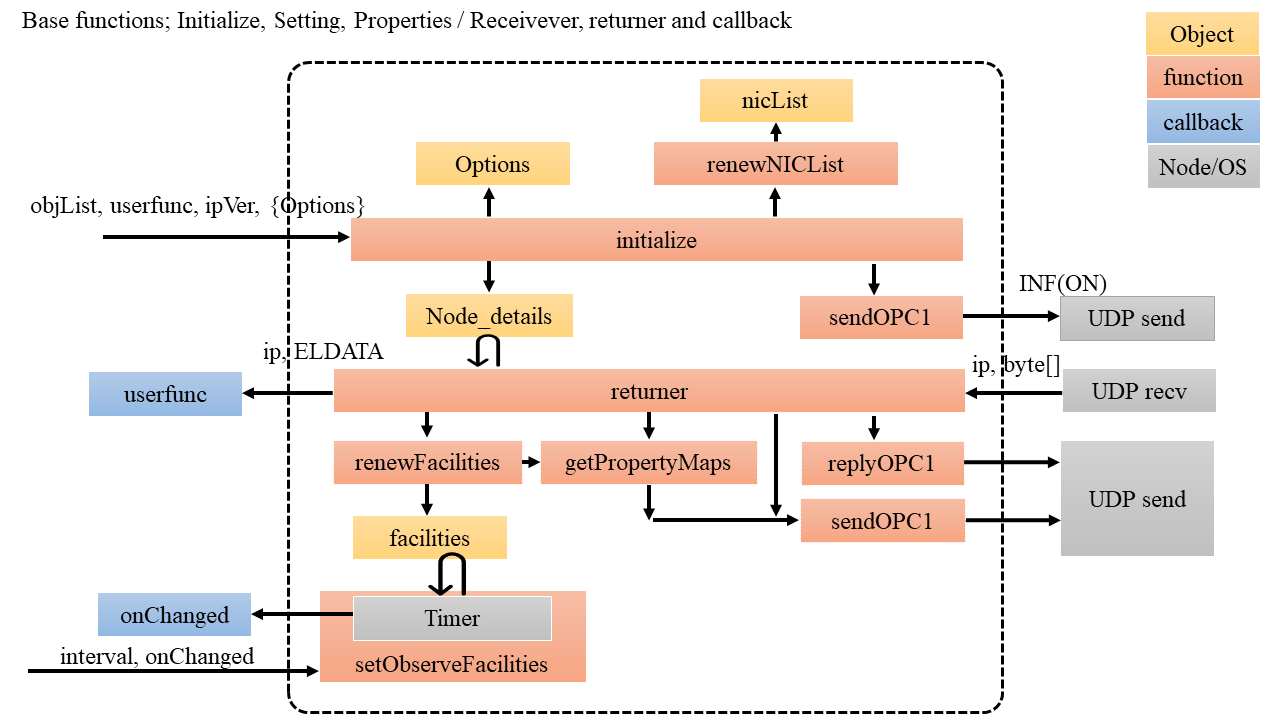 Base functions; Initialize, Setting, Properties / Receivever, returner and callback
Object
function
callback
Node/OS
nicList
Options
renewNICList
objList, userfunc, ipVer, {Options}
initialize
INF(ON)
Node_details
sendOPC1
UDP send
ip, ELDATA
ip, byte[]
userfunc
returner
UDP recv
renewFacilities
getPropertyMaps
replyOPC1
UDP send
sendOPC1
facilities
onChanged
Timer
interval, onChanged
setObserveFacilities